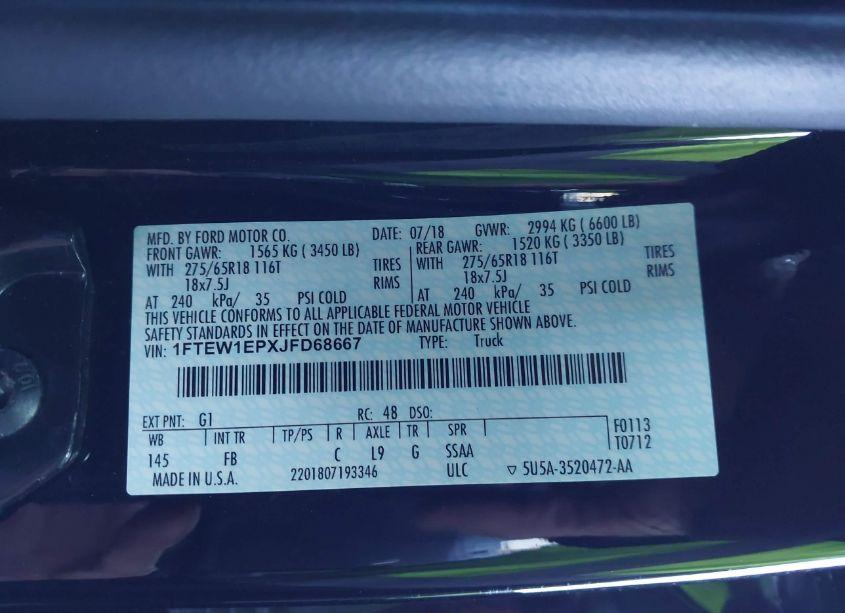 MFD. BY FORD MOTOR CO. DATE: 07/18 GVWR: 2994 KG ( 6600 LB)
FRONT GAWR: 1565 KG ( 3450 LB) REAR GAWR: 1520 KG ( 3350 LB)
WITH 275/65R18 116T TIRES WITH 275/65R18 116T TIRES
18x7.5J RIMS 18x7.5J RIMS
AT 240 kPa/ 35 PSI COLD AT 240 kPa/ 35 PSI COLD
THIS VEHICLE CONFORMS TO ALL APPLICABLE FEDERAL MOTOR VEHICLE
SAFETY STANDARDS IN EFFECT ON THE DATE OF MANUFACTURE SHOWN ABOVE.
VIN: 1FTEW1EPXJFD68667 TYPE: Truck
EXT PNT: G1 RC: 48 DSO: F0113
WB INT TR TP/PS R AXLE TR SPR T0712
145 FB C L9 G SSAA
MADE IN U.S.A. 2201807193346 ULC ▽ 5U5A-3520472-AA